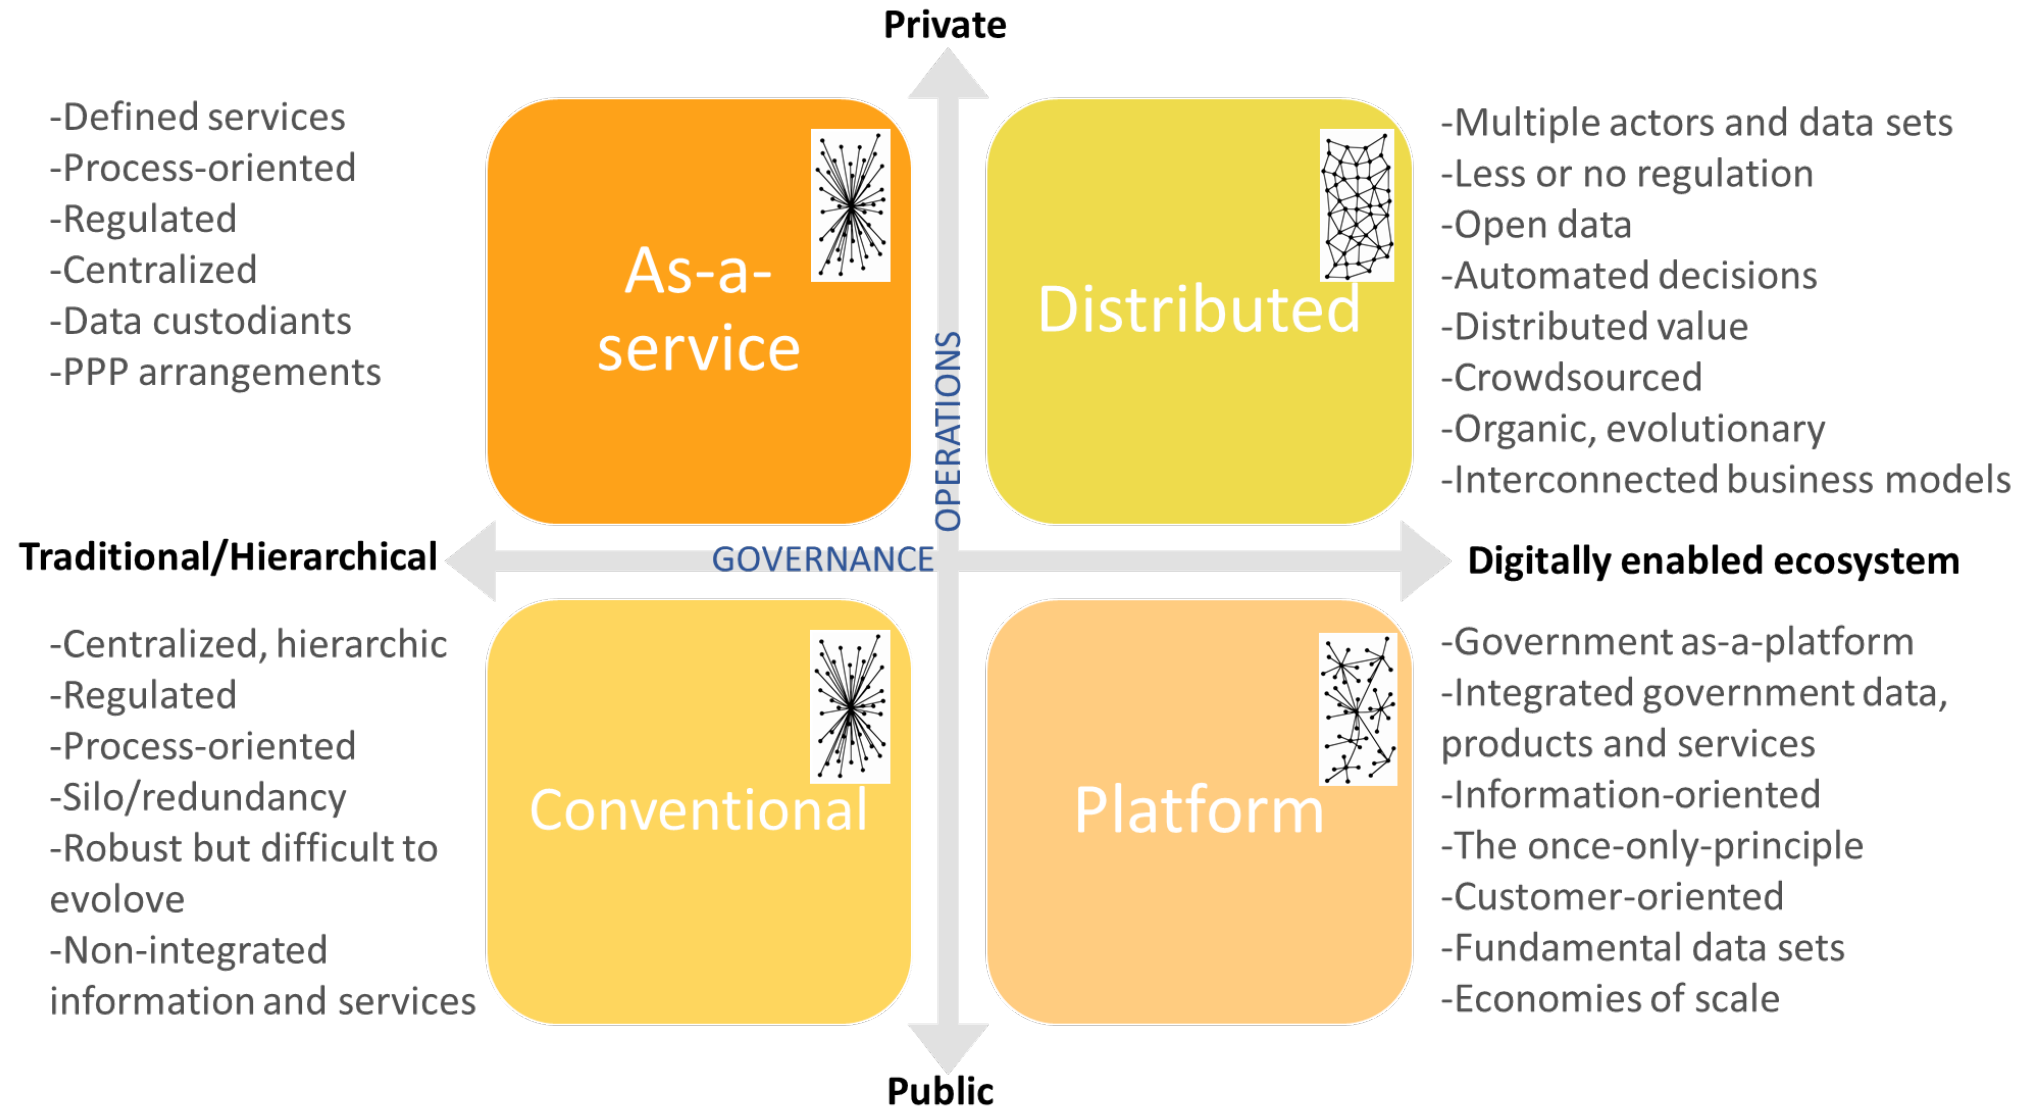 Private
-Defined services
-Process-oriented
-Regulated
-Centralized
-Data custodiants
-PPP arrangements
As-a-
service
Distributed
-Multiple actors and data sets
-Less or no regulation
-Open data
-Automated decisions
-Distributed value
-Crowdsourced
-Organic, evolutionary
-Interconnected business models
OPERATIONS
Traditional/Hierarchical
GOVERNANCE
Digitally enabled ecosystem
-Centralized, hierarchic
-Regulated
-Process-oriented
-Silo/redundancy
-Robust but difficult to
evolove
-Non-integrated
information and services
Conventional
Platform
-Government as-a-platform
-Integrated government data,
products and services
-Information-oriented
-The once-only-principle
-Customer-oriented
-Fundamental data sets
-Economies of scale
Public